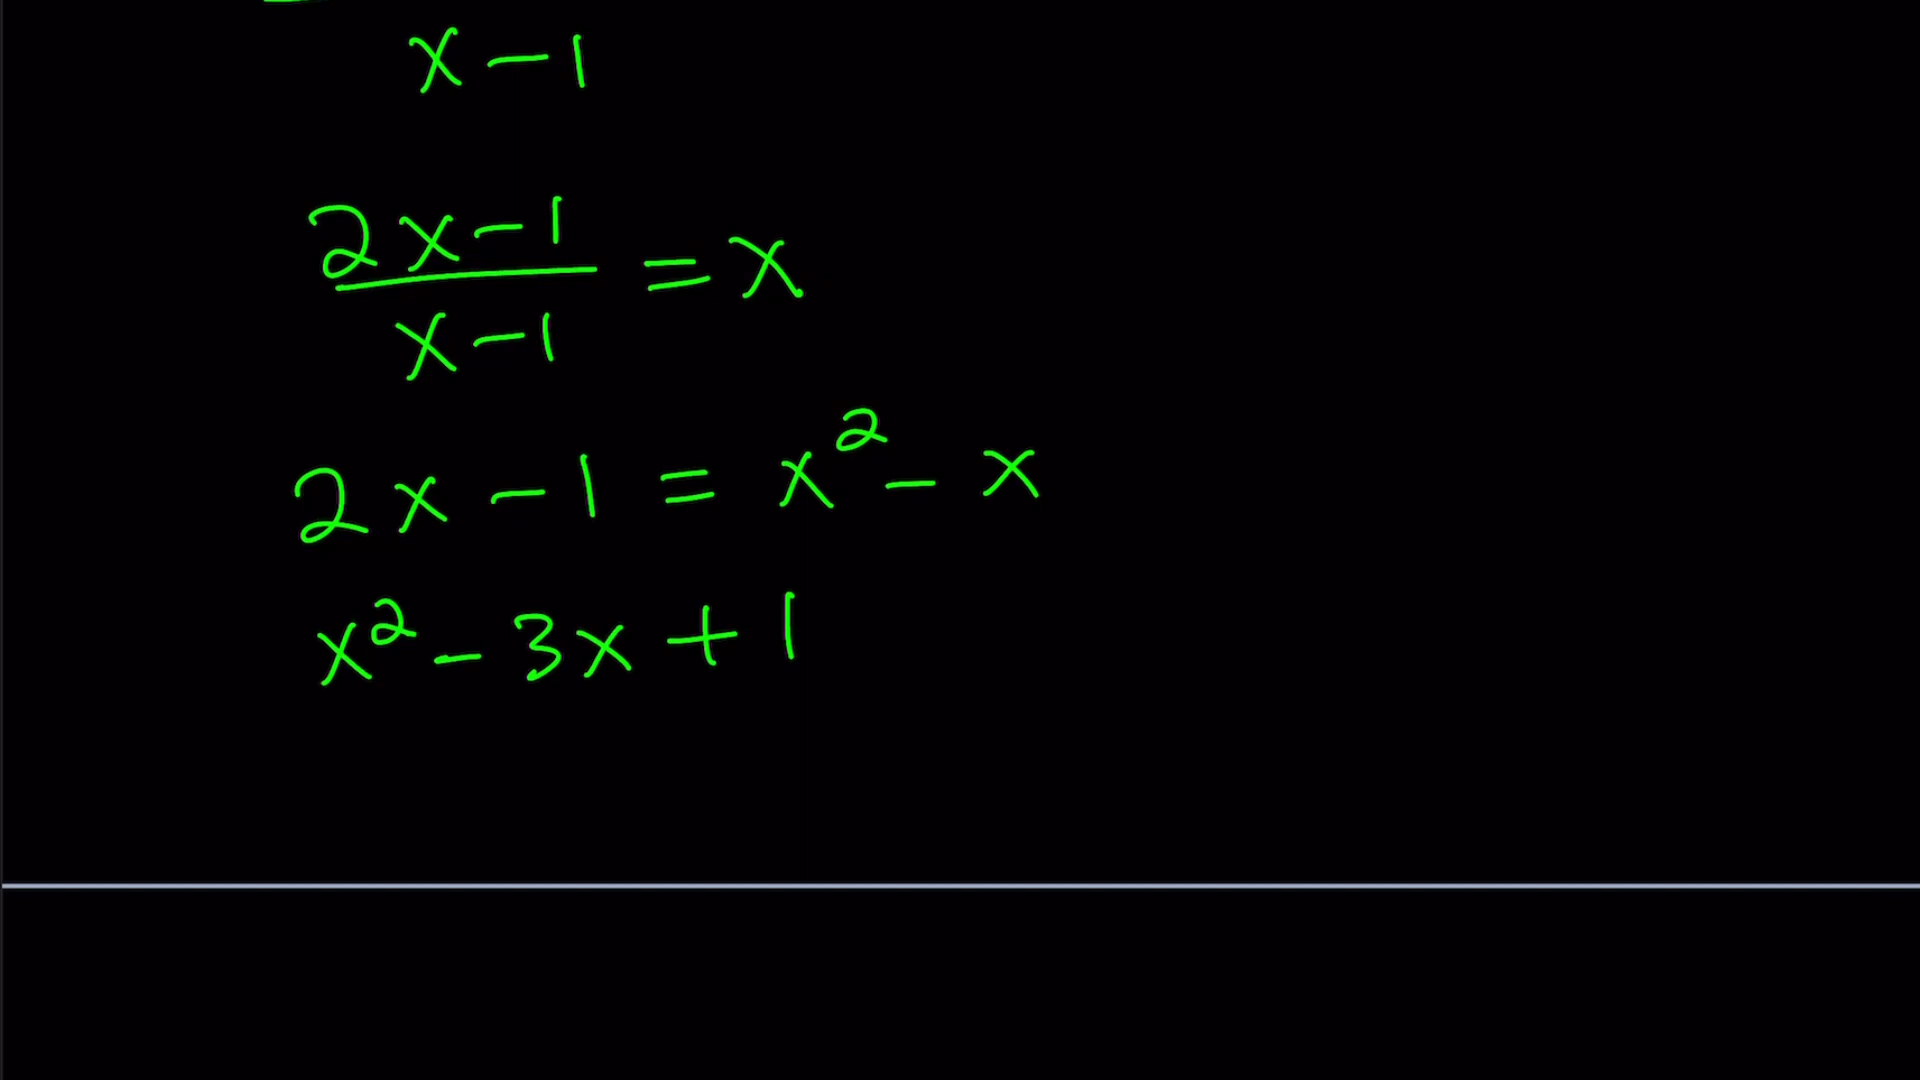 x - 1
2x - 1
x - 1
= x
2x - 1 = x² - x
x² - 3x + 1